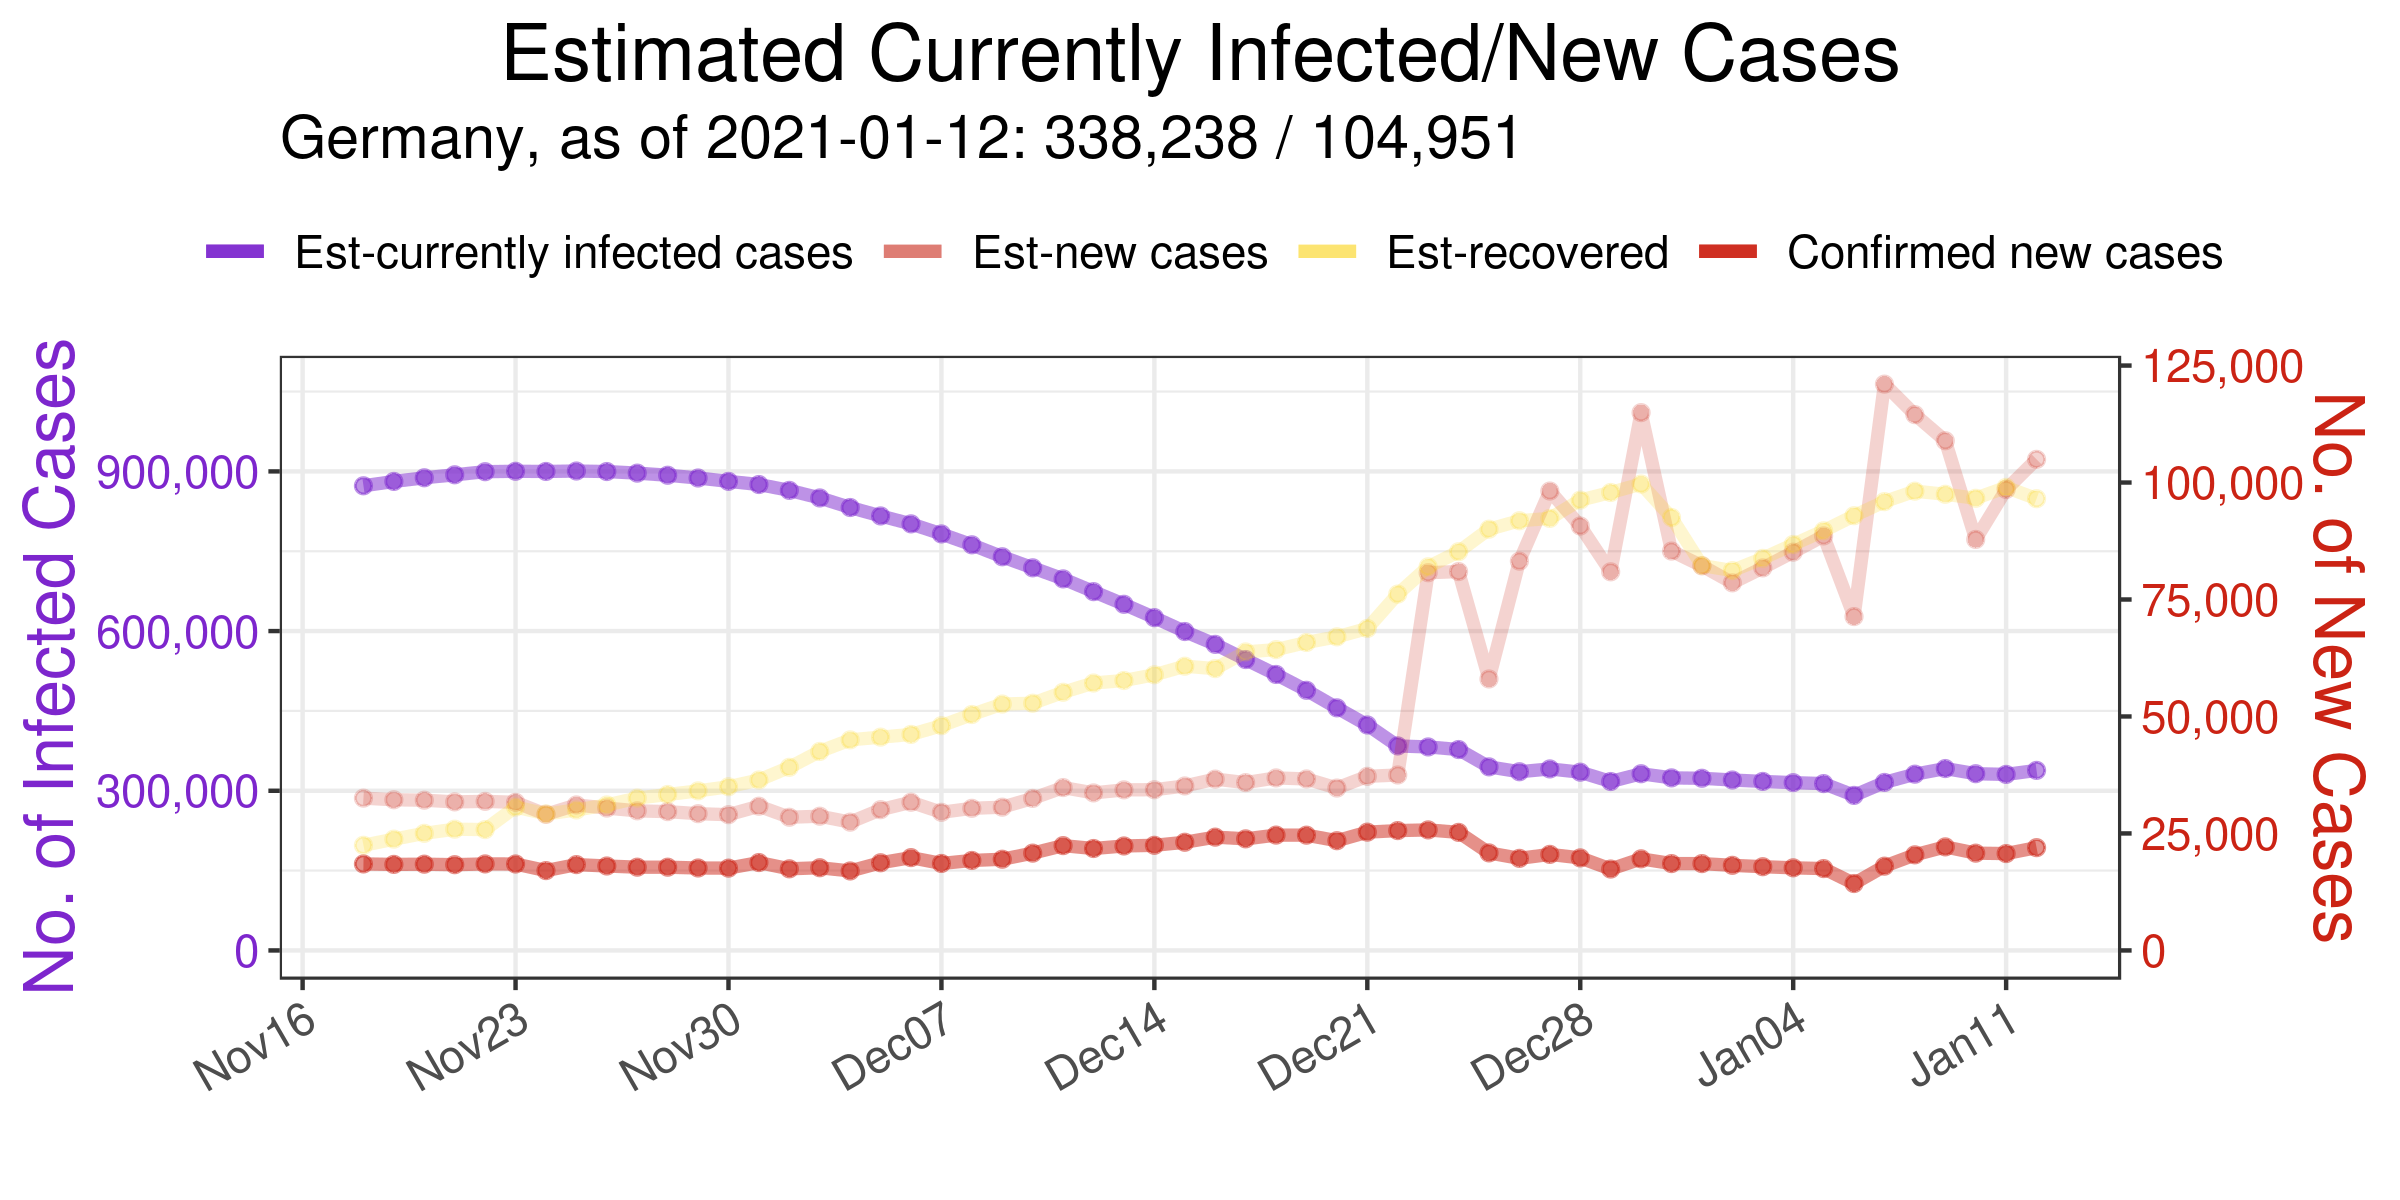 Estimated Currently Infected/New Cases
Germany, as of 2021-01-12: 338,238 / 104,951
Est-currently infected cases Est-new cases Est-recovered Confirmed new cases
No. of Infected Cases
900,000
600,000
300,000
0
125,000
100,000
75,000
50,000
25,000
0
No. of New Cases
Nov16 Nov23 Nov30 Dec07 Dec14 Dec21 Dec28 Jan04 Jan11